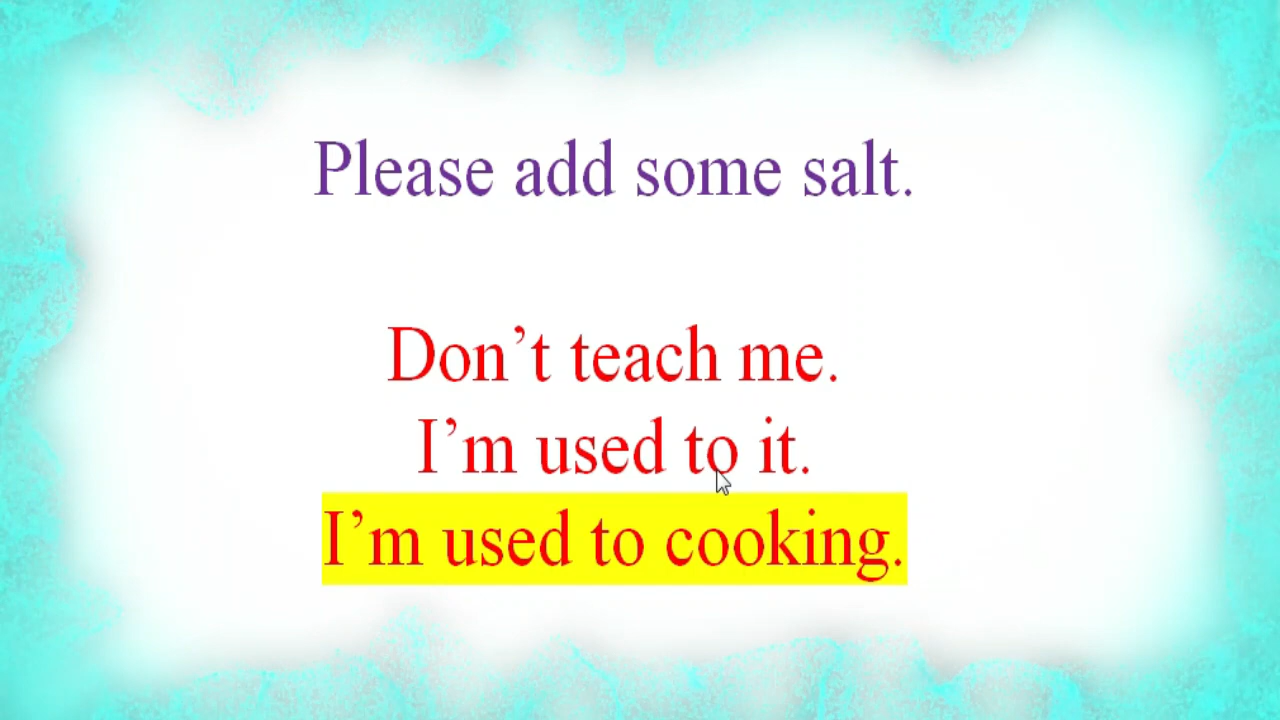 Please add some salt.
Don’t teach me.
I’m used to it.
I’m used to cooking.